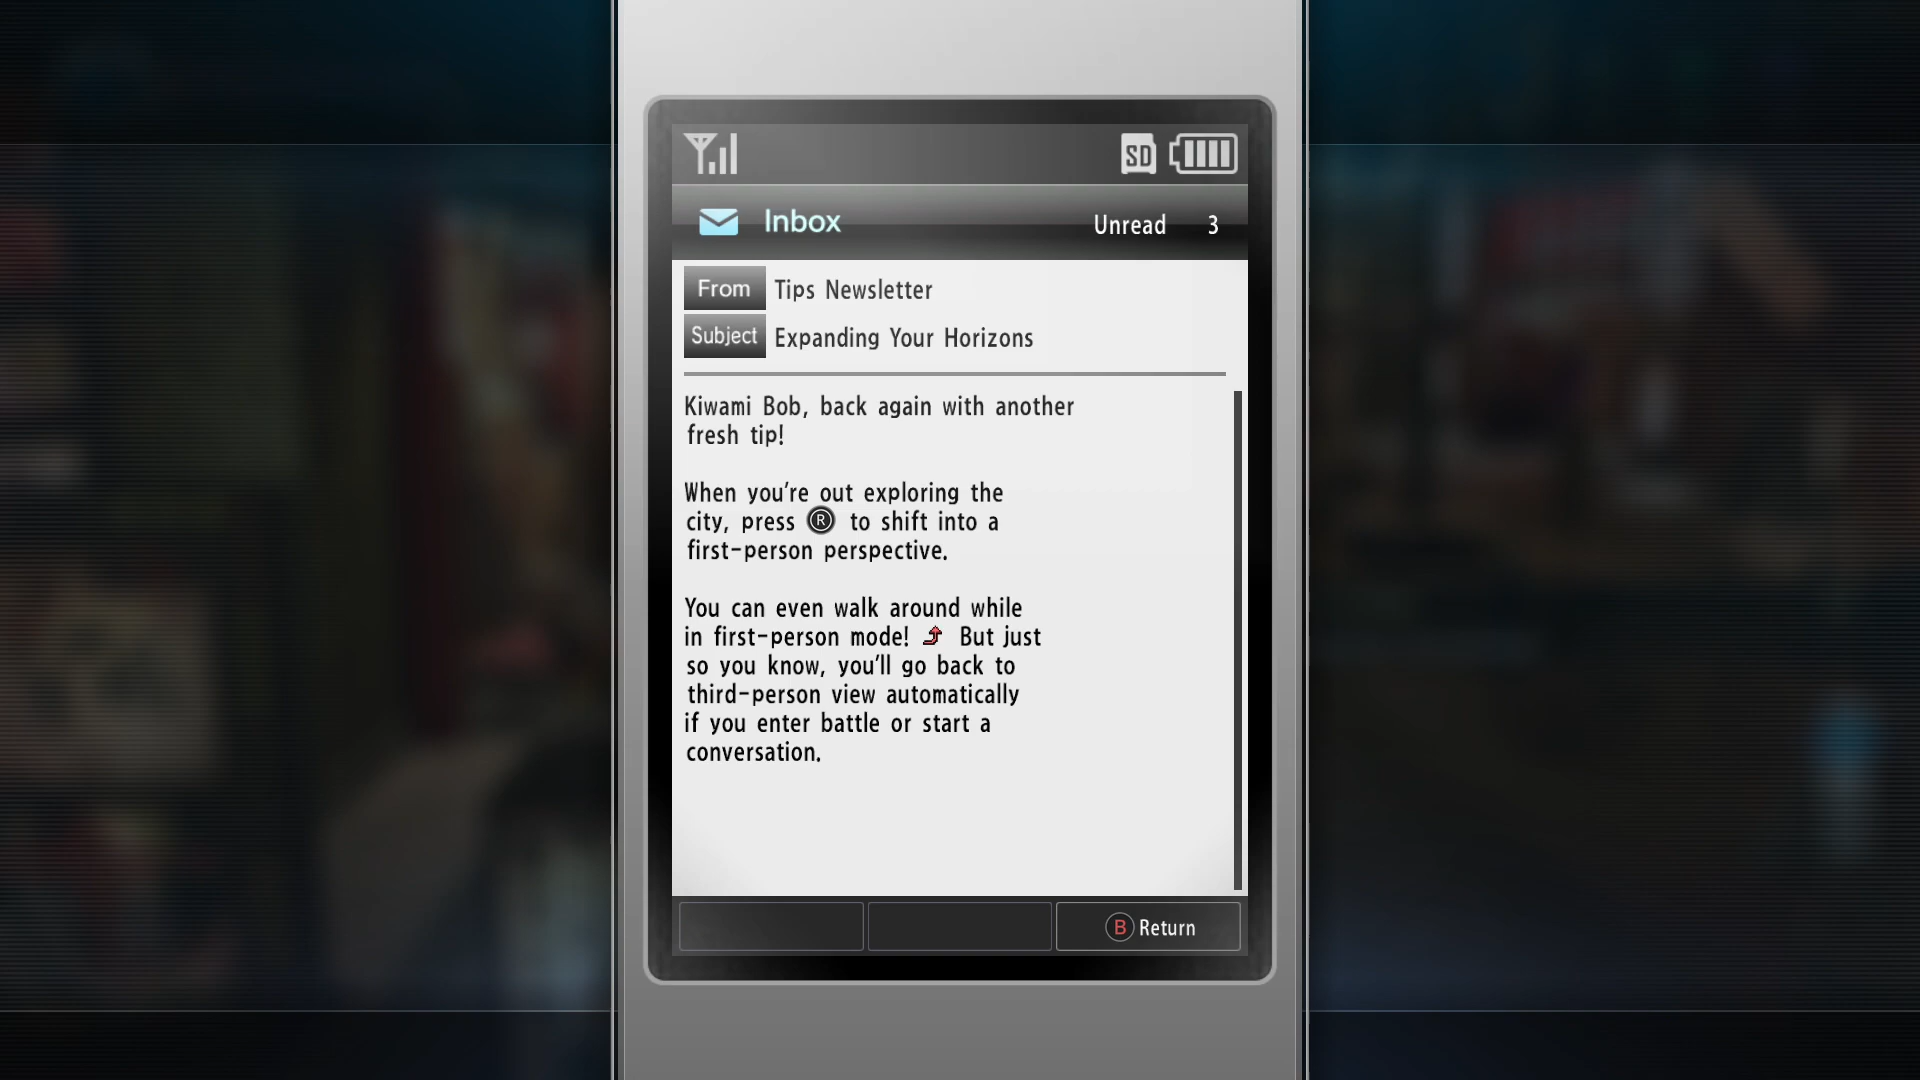 SD
Inbox
Unread 3
From Tips Newsletter
Subject Expanding Your Horizons
Kiwami Bob, back again with another
fresh tip!
When you're out exploring the
city, press R to shift into a
first-person perspective.
You can even walk around while
in first-person mode! But just
so you know, you'll go back to
third-person view automatically
if you enter battle or start a
conversation.
B Return